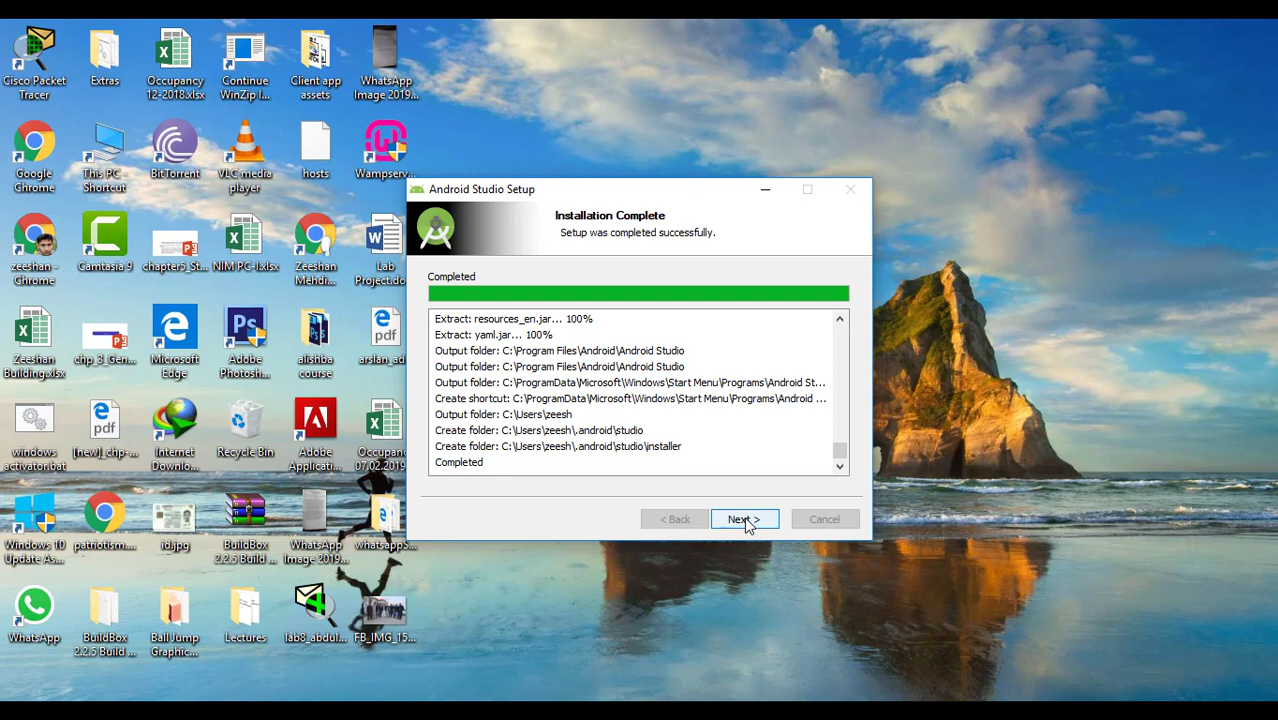 Cisco Packet
Tracer
Extras
Occupancy
12-2018.xlsx
Continue
WinZip I...
Client app
assets
WhatsApp
Image 2019...
Google
Chrome
This PC -
Shortcut
BitTorrent
VLC media
player
hosts
Wampserv...
zeeshan -
Chrome
Camtasia 9
chapter5_St...
NIM PC-I.xlsx
Zeeshan
Mehdi...
Lab
Project.do...
Zeeshan
Building.xlsx
chp_3_Gen...
Microsoft
Edge
Adobe
Photosh...
alishba
course
arslan_ad...
windows
activator.bat
[new]_chp-...
Internet
Downlo...
Recycle Bin
Adobe
Applicati...
Occupanc
07.02.2019...
Windows 10
Update As...
patriotism....
id.jpg
BuildBox
2.2.5 Build ...
WhatsApp
Image 2019...
whatsappS...
WhatsApp
BuildBox
2.2.5 Build ...
Ball Jump
Graphic...
Lectures
lab8_abdul...
FB_IMG_15...
Android Studio Setup
Installation Complete
Setup was completed successfully.
Completed
Extract: resources_en.jar... 100%
Extract: yaml.jar... 100%
Output folder: C:\Program Files\Android\Android Studio
Output folder: C:\Program Files\Android\Android Studio
Output folder: C:\ProgramData\Microsoft\Windows\Start Menu\Programs\Android St...
Create shortcut: C:\ProgramData\Microsoft\Windows\Start Menu\Programs\Android ...
Output folder: C:\Users\zeesh
Create folder: C:\Users\zeesh\.android\studio
Create folder: C:\Users\zeesh\.android\studio\installer
Completed
< Back
Next >
Cancel